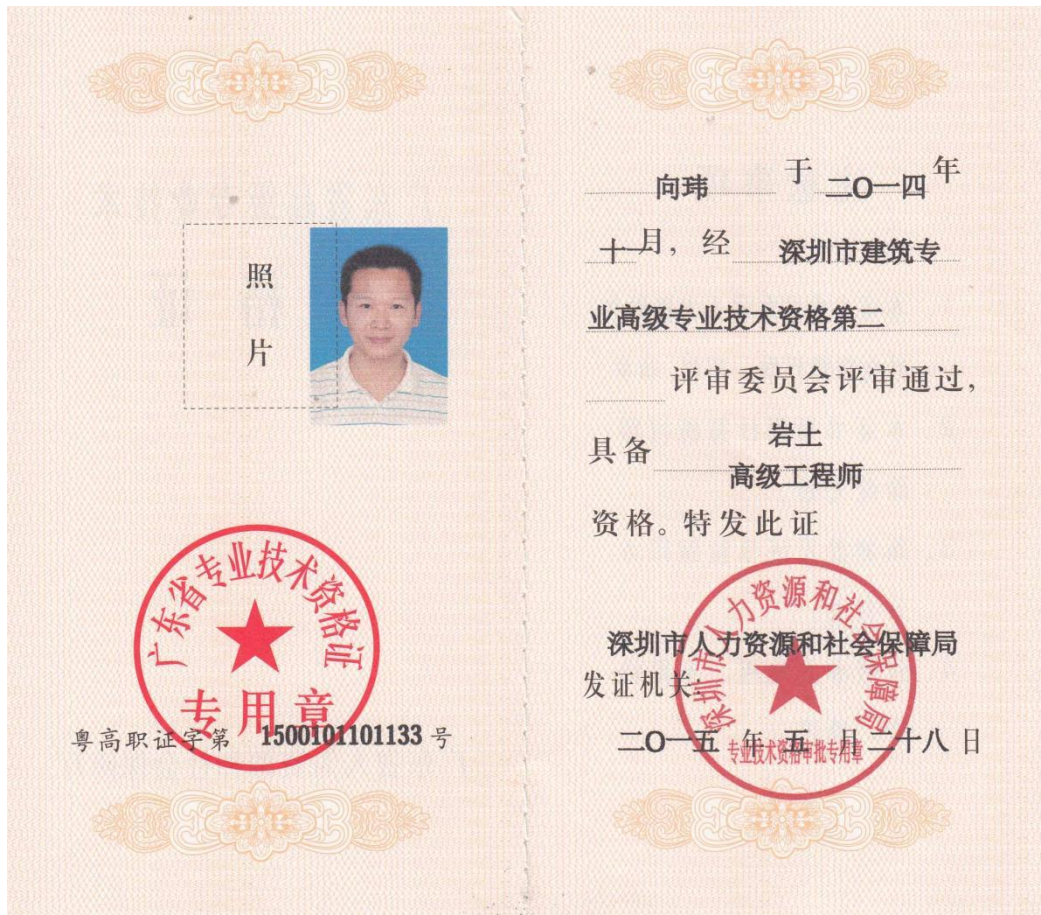 照
片
广东省专业技术资格证
专用章
粤高职证字第 1500101101133 号
向玮 于 二O一四 年
十一月，经 深圳市建筑专
业高级专业技术资格第二
评审委员会评审通过，
具备 岩土
高级工程师
资格。特发此证
深圳市人力资源和社会保障局
深圳市人力资源和社会保障局
发证机关：
二O一五 年 五 月 二十八 日
专业技术资格审批专用章